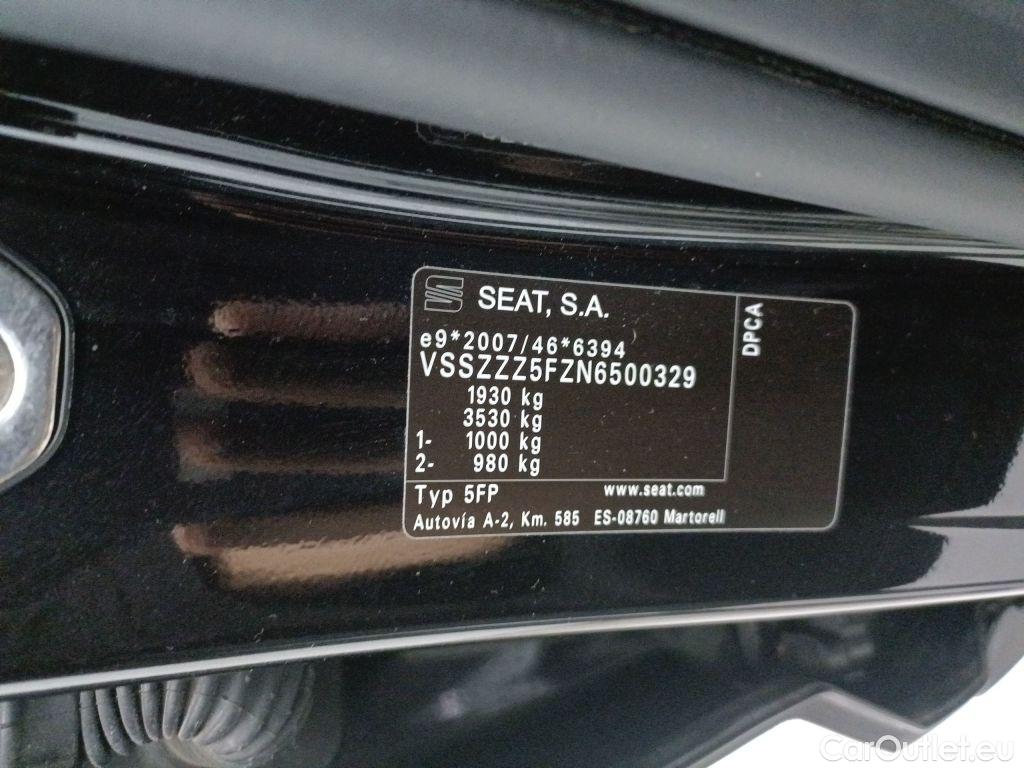 SEAT, S.A.
e9*2007/46*6394
VSSZZZ5FZN6500329
1930 kg
3530 kg
1- 1000 kg
2- 980 kg
DPCA
Typ 5FP www.seat.com
Autovía A-2, Km. 585 ES-08760 Martorell
CarOutlet.eu